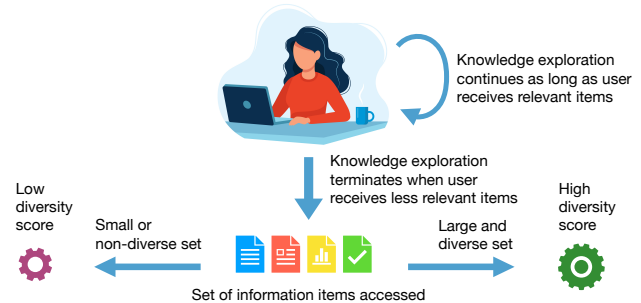 Knowledge exploration
continues as long as user
receives relevant items
Knowledge exploration
terminates when user
receives less relevant items
Low
diversity
score
Small or
non-diverse set
Large and
diverse set
High
diversity
score
Set of information items accessed